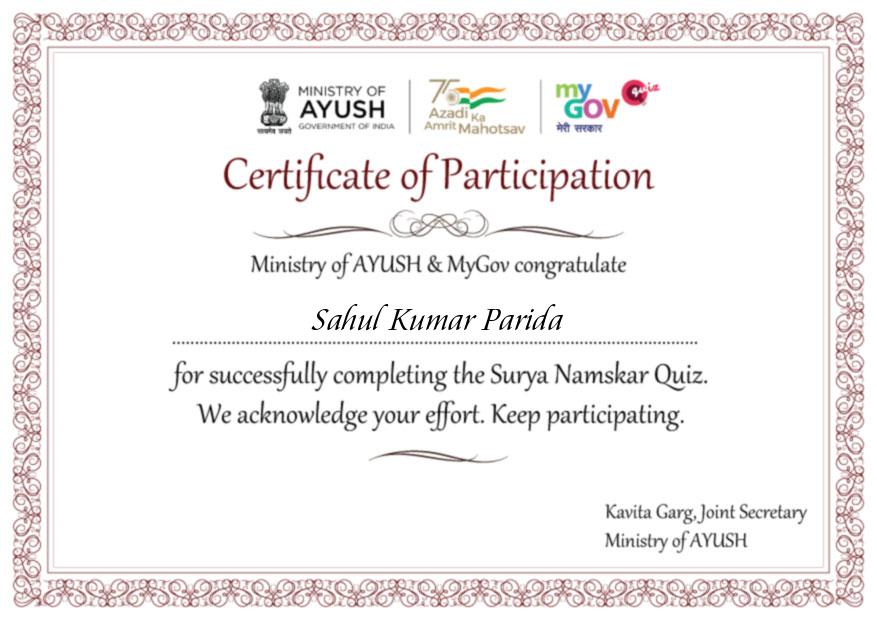 MINISTRY OF
AYUSH
GOVERNMENT OF INDIA
सत्यमेव जयते
75
Azadi Ka
Amrit Mahotsav
my
GOV
quiz
मेरी सरकार
Certificate of Participation
Ministry of AYUSH & MyGov congratulate
Sahul Kumar Parida
for successfully completing the Surya Namskar Quiz.
We acknowledge your effort. Keep participating.
Kavita Garg, Joint Secretary
Ministry of AYUSH